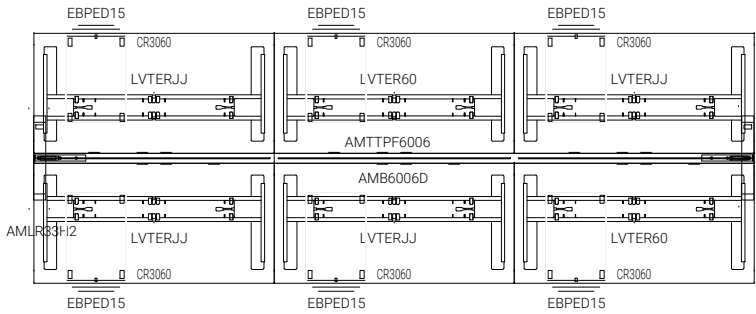 EBPED15 EBPED15 EBPED15
CR3060 CR3060 CR3060
LVTERJJ LVTER60 LVTERJJ
AMTTPF6006
AMB6006D
AMLR33H2
LVTERJJ LVTERJJ LVTER60
CR3060 CR3060 CR3060
EBPED15 EBPED15 EBPED15